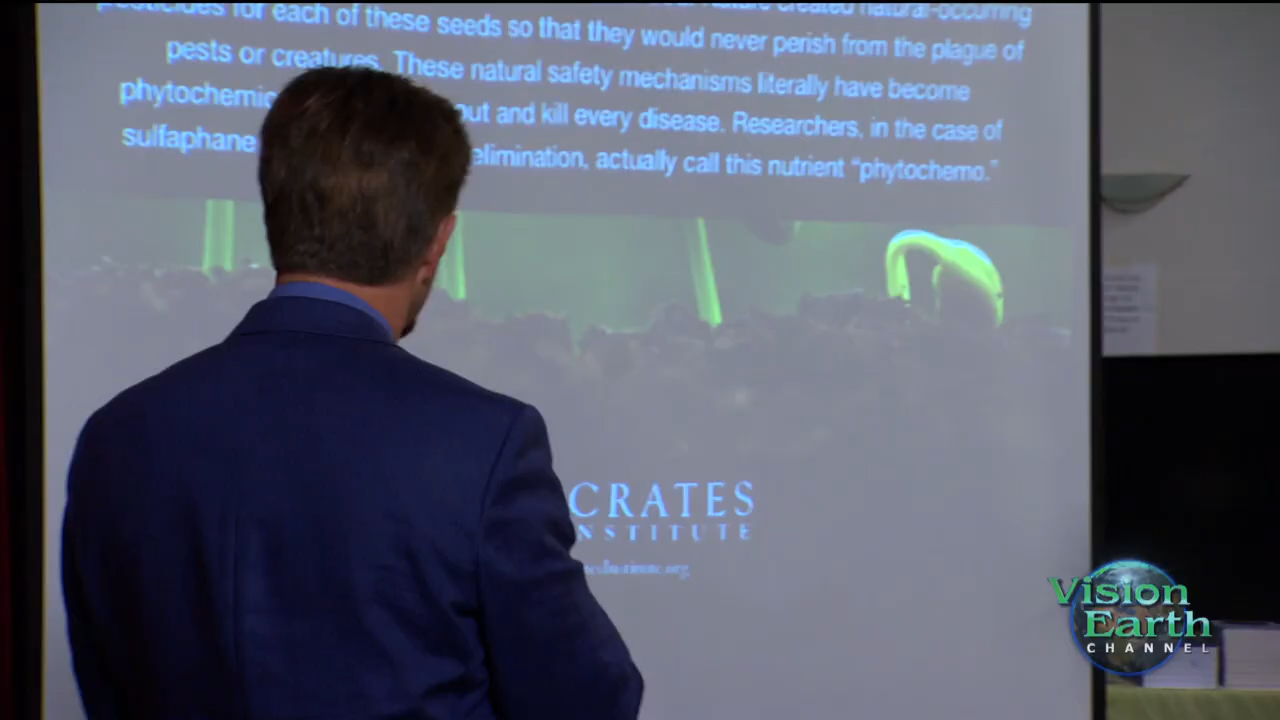 pesticides for each of these seeds so that they would never perish from the plague of
pests or creatures. These natural safety mechanisms literally have become
phytochemic out and kill every disease. Researchers, in the case of
sulfaphane elimination, actually call this nutrient “phytochemo.”
CRATES
NSTITUTE
Vision
Earth
CHANNEL